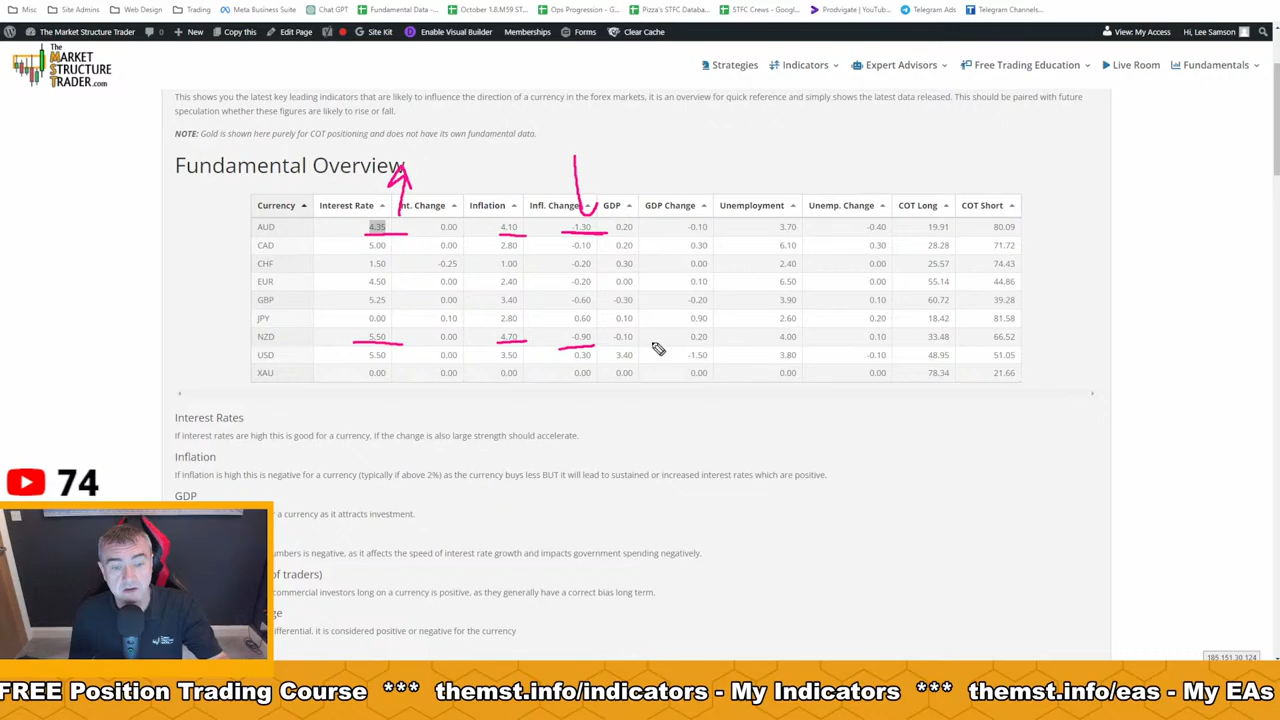 Misc Site Admins Web Design Trading Meta Business Suite Chat GPT Fundamental Data -... October 1.8.M59 ST... Ops Progression - G... Pizza's STFC Databa... STFC Crews - Googl... Prodvigate | YouTub... Telegram Ads Telegram Channels...
The Market Structure Trader 0 New Copy this Edit Page Site Kit Enable Visual Builder Memberships Forms Clear Cache View: My Access Hi, Lee Samson
The MARKET STRUCTURE TRADER.com
Strategies Indicators Expert Advisors Free Trading Education Live Room Fundamentals
This shows you the latest key leading indicators that are likely to influence the direction of a currency in the forex markets, it is an overview for quick reference and simply shows the latest data released. This should be paired with future
speculation whether these figures are likely to rise or fall.
NOTE: Gold is shown here purely for COT positioning and does not have its own fundamental data.
Fundamental Overview
Currency Interest Rate nt. Change Inflation Infl. Change GDP GDP Change Unemployment Unemp. Change COT Long COT Short
AUD 4.35 0.00 4.10 -1.30 0.20 -0.10 3.70 -0.40 19.91 80.09
CAD 5.00 0.00 2.80 -0.10 0.20 0.30 6.10 0.30 28.28 71.72
CHF 1.50 -0.25 1.00 -0.20 0.30 0.00 2.40 0.00 25.57 74.43
EUR 4.50 0.00 2.40 -0.20 0.00 0.10 6.50 0.00 55.14 44.86
GBP 5.25 0.00 3.40 -0.60 -0.30 -0.20 3.90 0.10 60.72 39.28
JPY 0.00 0.10 2.80 0.60 0.10 0.90 2.60 0.20 18.42 81.58
NZD 5.50 0.00 4.70 -0.90 -0.10 0.20 4.00 0.10 33.48 66.52
USD 5.50 0.00 3.50 0.30 3.40 -1.50 3.80 -0.10 48.95 51.05
XAU 0.00 0.00 0.00 0.00 0.00 0.00 0.00 0.00 78.34 21.66
Interest Rates
If interest rates are high this is good for a currency, If the change is also large strength should accelerate.
Inflation
If inflation is high this is negative for a currency (typically if above 2%) as the currency buys less BUT it will lead to sustained or increased interest rates which are positive.
74
GDP
a currency as it attracts investment.
numbers is negative, as it affects the speed of interest rate growth and impacts government spending negatively.
of traders)
commercial investors long on a currency is positive, as they generally have a correct bias long term.
ge
differential, it is considered positive or negative for the currency
185.151.30.124
FREE Position Trading Course *** themst.info/indicators - My Indicators *** themst.info/eas - My EAs